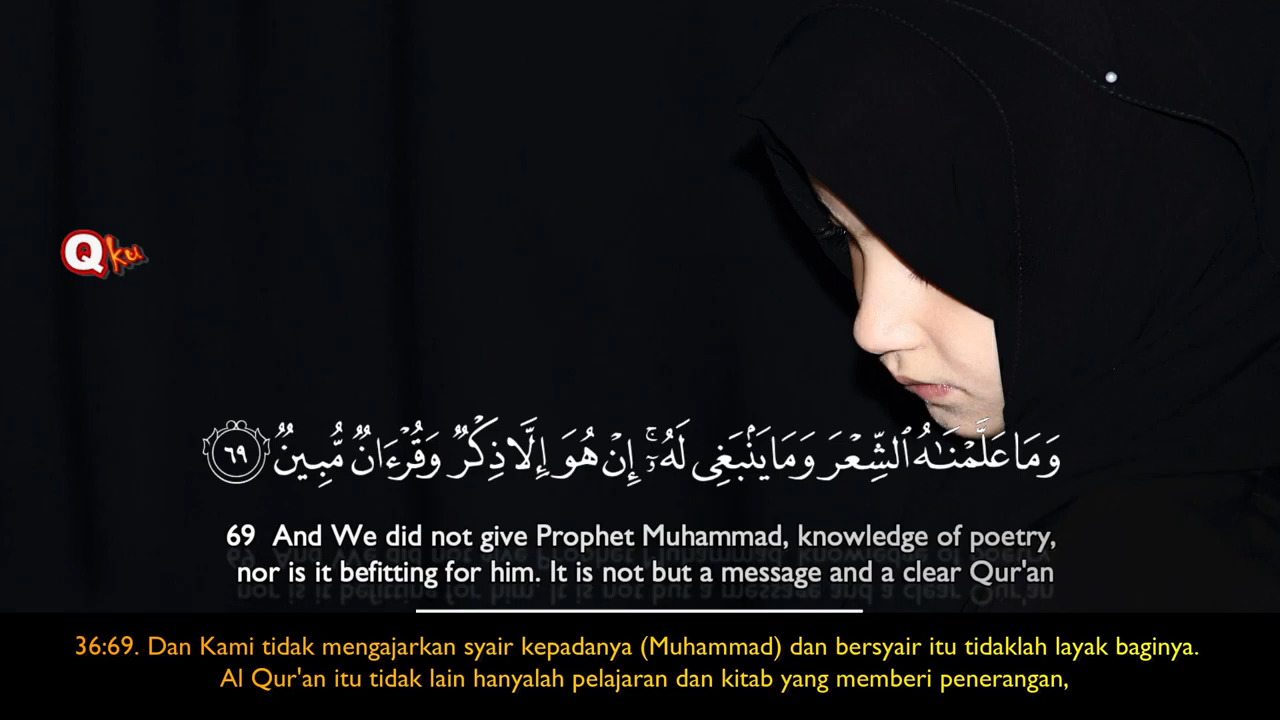 Qku
وَمَا عَلَّمْنَٰهُ ٱلشِّعْرَ وَمَا يَنۢبَغِى لَهُۥٓ ۚ إِنْ هُوَ إِلَّا ذِكْرٌ وَقُرْءَانٌ مُّبِينٌ ٦٩
69 And We did not give Prophet Muhammad, knowledge of poetry,
nor is it befitting for him. It is not but a message and a clear Qur'an
36:69. Dan Kami tidak mengajarkan syair kepadanya (Muhammad) dan bersyair itu tidaklah layak baginya.
Al Qur'an itu tidak lain hanyalah pelajaran dan kitab yang memberi penerangan,